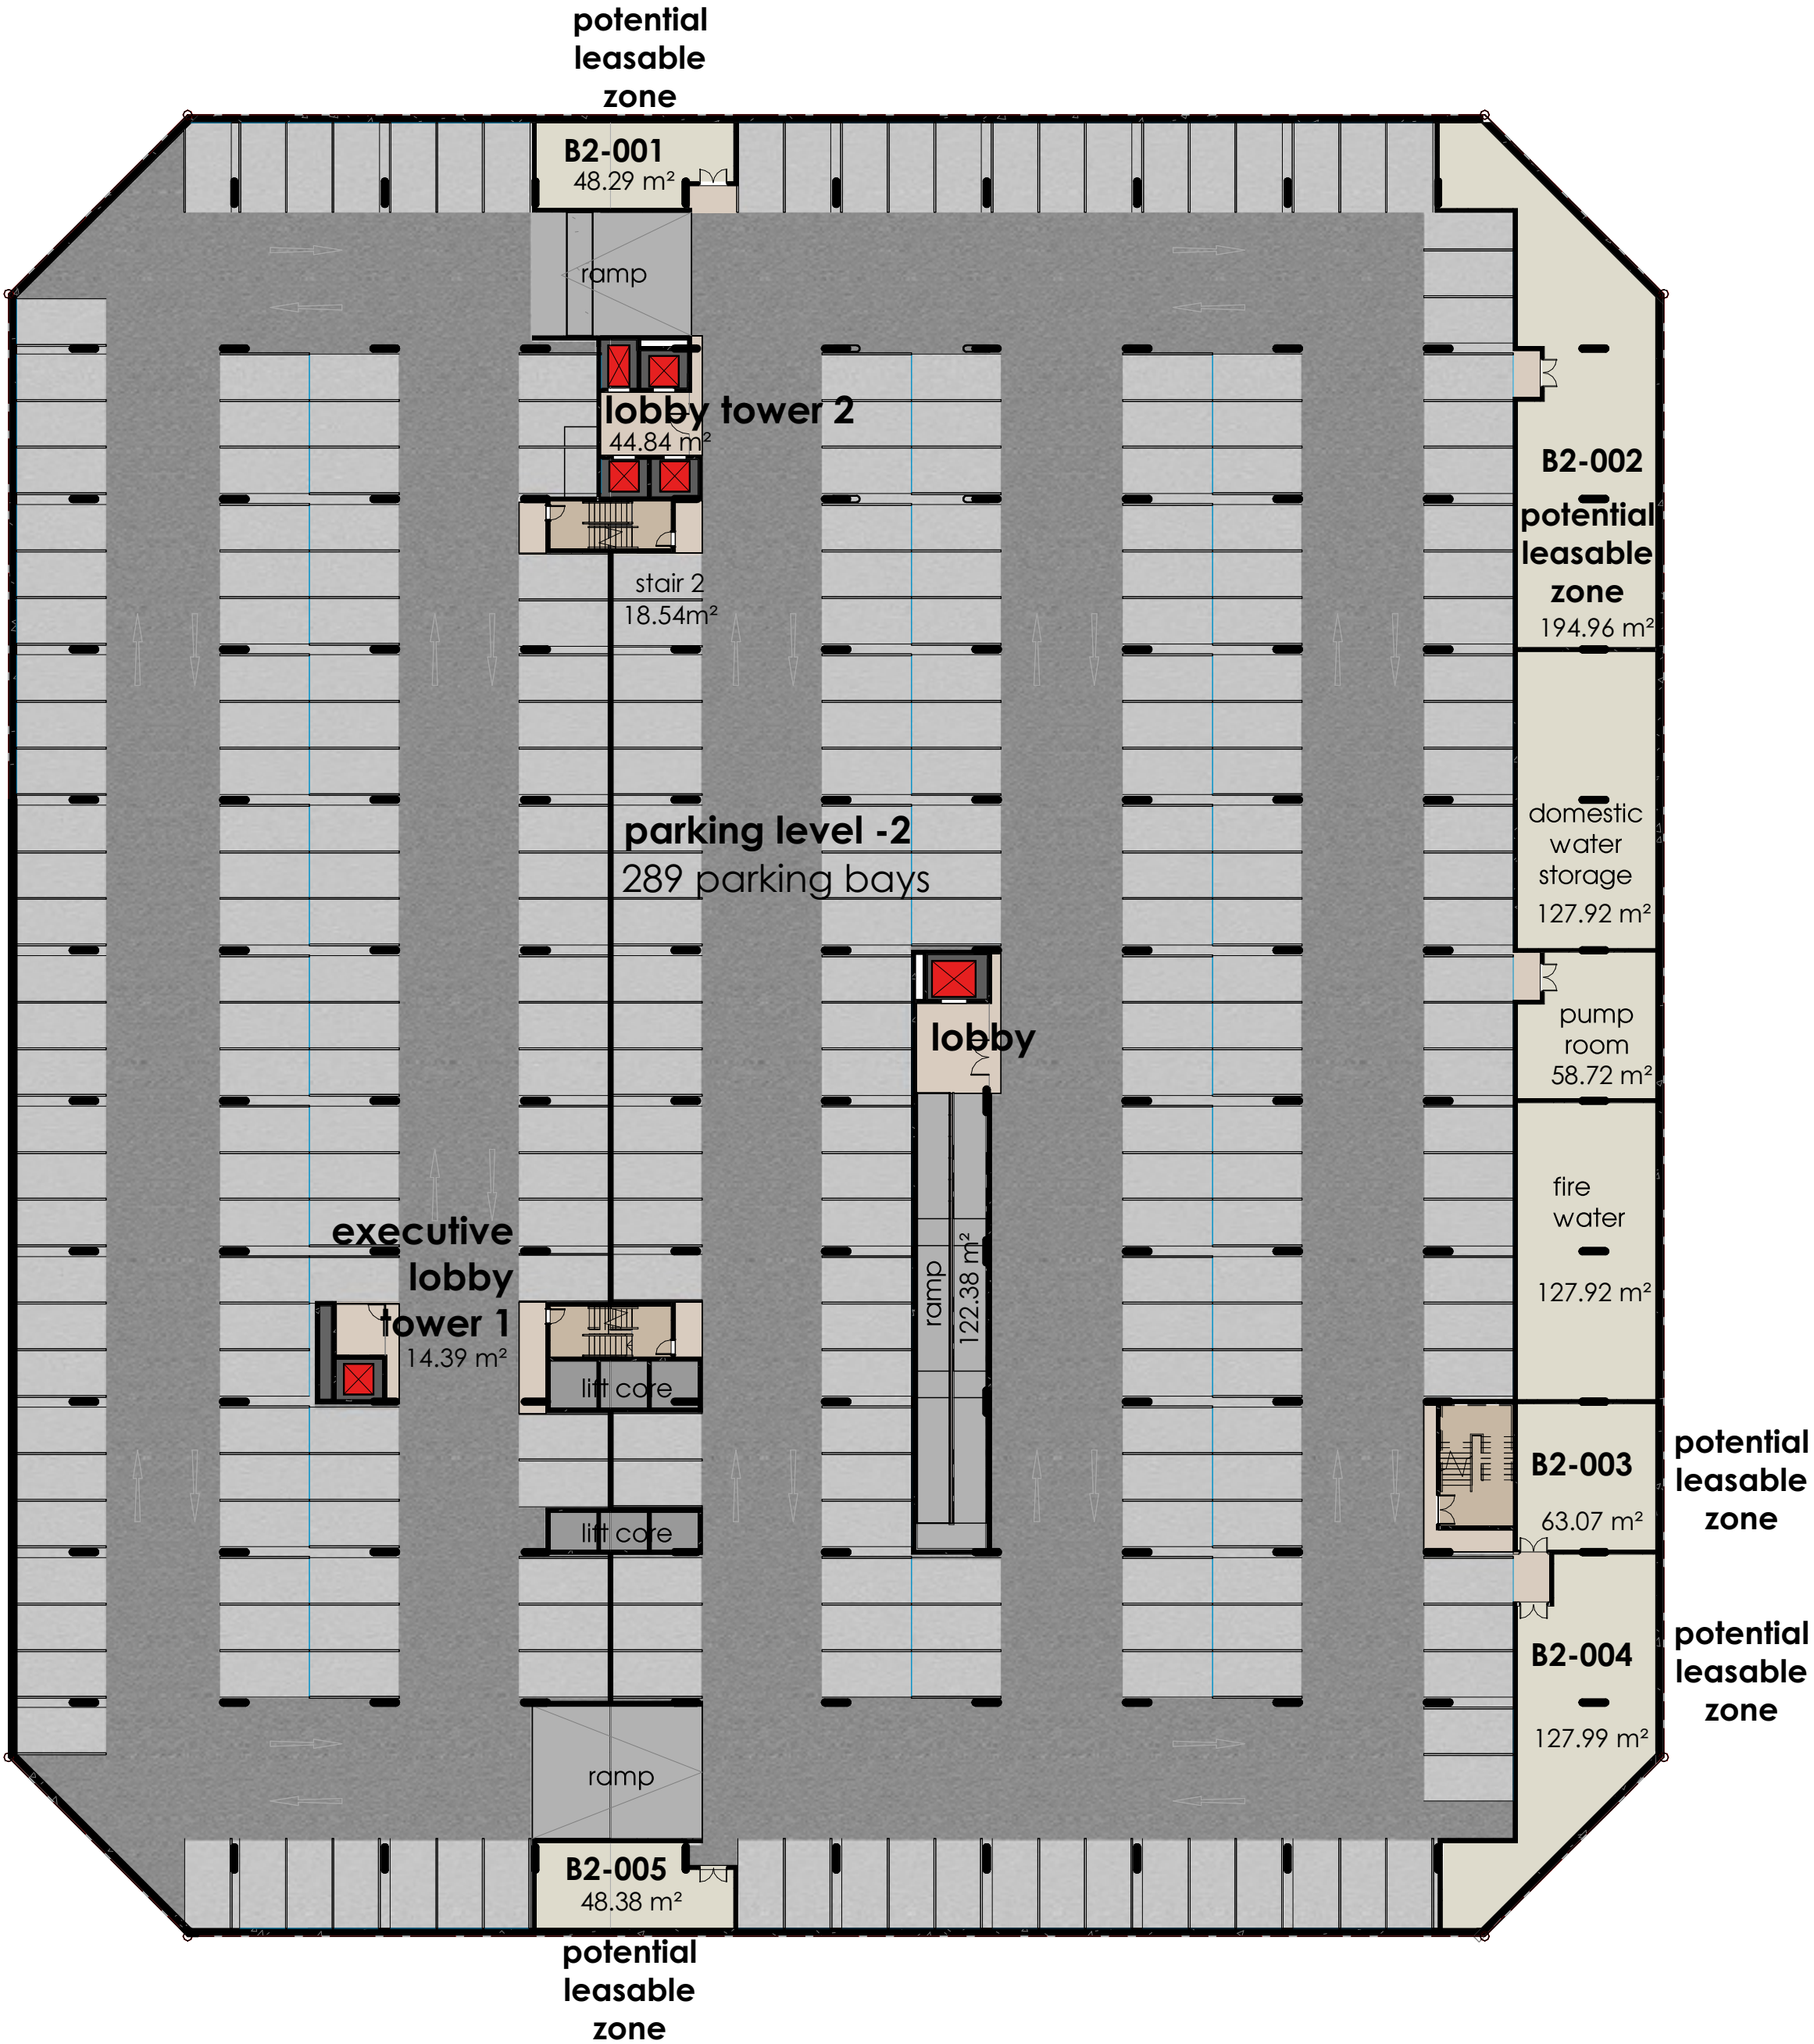 potential
leasable
zone
B2-001
48.29 m²
ramp
lobby tower 2
44.84 m²
B2-002
potential
leasable
zone
194.96 m²
stair 2
18.54m²
parking level -2
289 parking bays
domestic
water
storage
127.92 m²
lobby
pump
room
58.72 m²
fire
water
127.92 m²
executive
lobby
tower 1
14.39 m²
ramp
122.38 m²
lift core
B2-003
63.07 m²
potential
leasable
zone
lift core
B2-004
127.99 m²
potential
leasable
zone
ramp
B2-005
48.38 m²
potential
leasable
zone